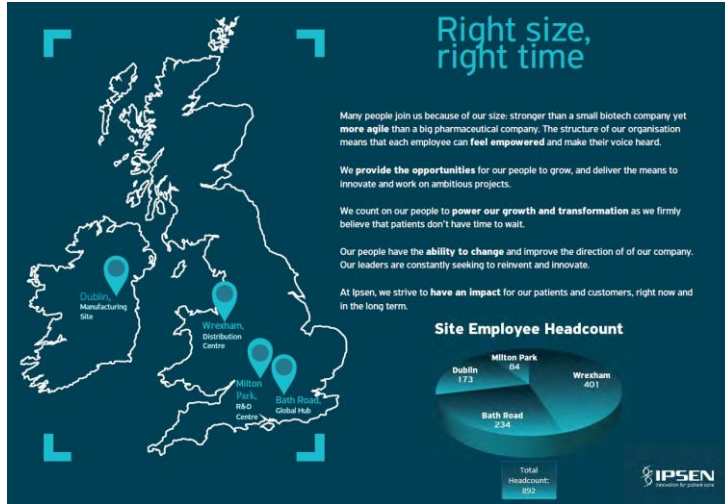 Right size,
right time
Many people join us because of our size: stronger than a small biotech company yet
more agile than a big pharmaceutical company. The structure of our organisation
means that each employee can feel empowered and make their voice heard.
We provide the opportunities for our people to grow, and deliver the means to
innovate and work on ambitious projects.
We count on our people to power our growth and transformation as we firmly
believe that patients don't have time to wait.
Our people have the ability to change and improve the direction of of our company.
Our leaders are constantly seeking to reinvent and innovate.
At Ipsen, we strive to have an impact for our patients and customers, right now and
in the long term.
Dublin,
Manufacturing
Site
Wrexham,
Distribution
Centre
Milton
Park,
R&D
Centre
Bath Road,
Global Hub
Site Employee Headcount
Milton Park
84
Dublin
173
Wrexham
401
Bath Road
234
Total
Headcount:
892
IPSEN
Innovation for patient care